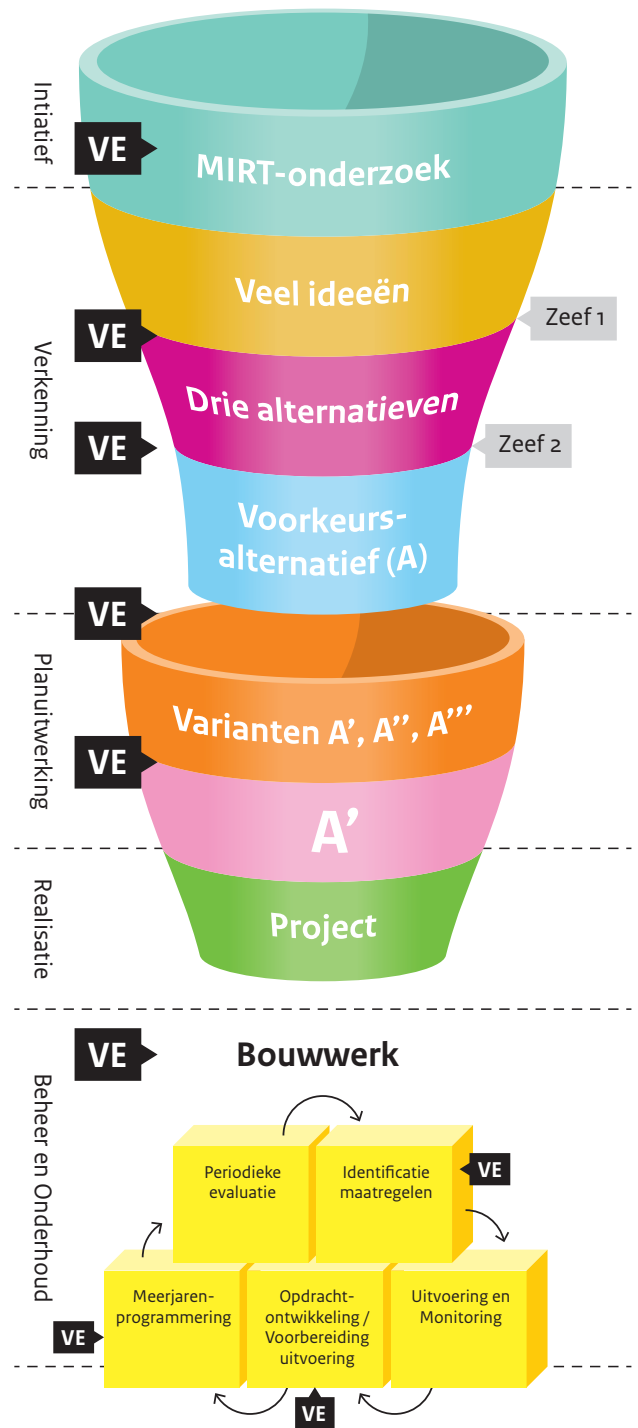 Intiatief
VE
MIRT-onderzoek
Veel ideeën
Zeef 1
VE
Verkenning
Drie alternatieven
Zeef 2
VE
Voorkeurs-
alternatief (A)
VE
Planuitwerking
Varianten A', A'', A'''
VE
A'
Realisatie
Project
VE
Bouwwerk
Beheer en Onderhoud
Periodieke
evaluatie
Identificatie
maatregelen
VE
Meerjaren-
programmering
Opdracht-
ontwikkeling /
Voorbereiding
uitvoering
Uitvoering en
Monitoring
VE
VE